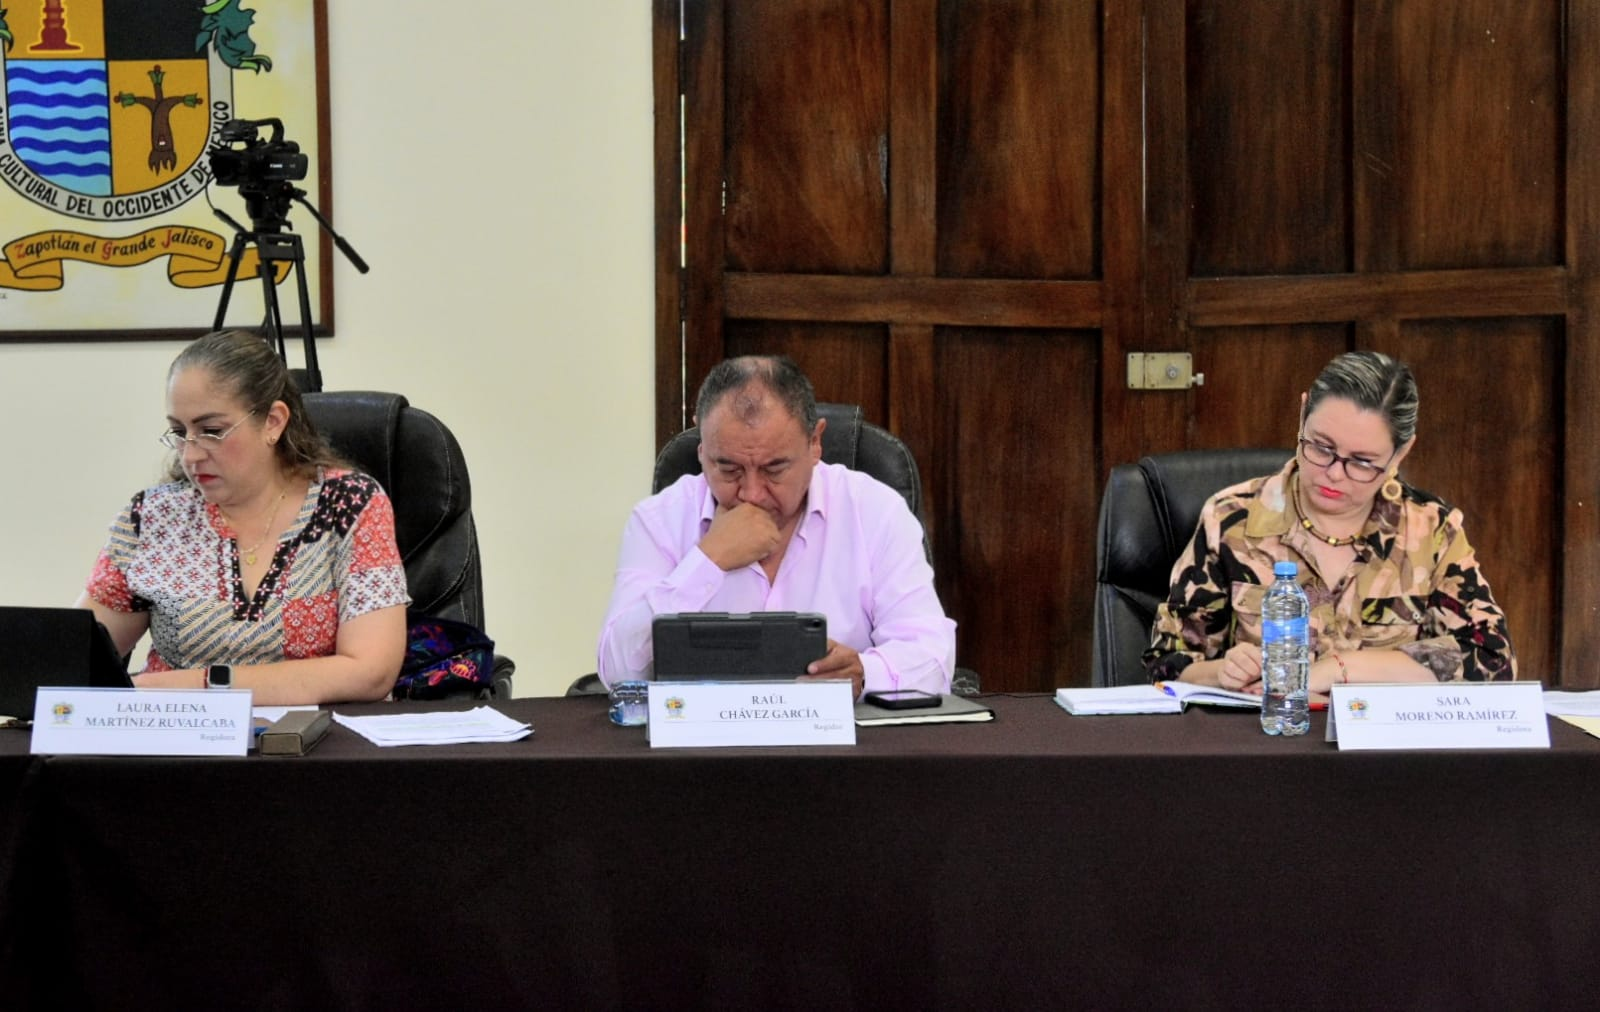 CULTURAL DEL OCCIDENTE DE MÉXICO
Zapotlán el Grande Jalisco
LAURA ELENA
MARTÍNEZ RUVALCABA
Regidora
RAÚL
CHÁVEZ GARCÍA
Regidor
SARA
MORENO RAMÍREZ
Regidora